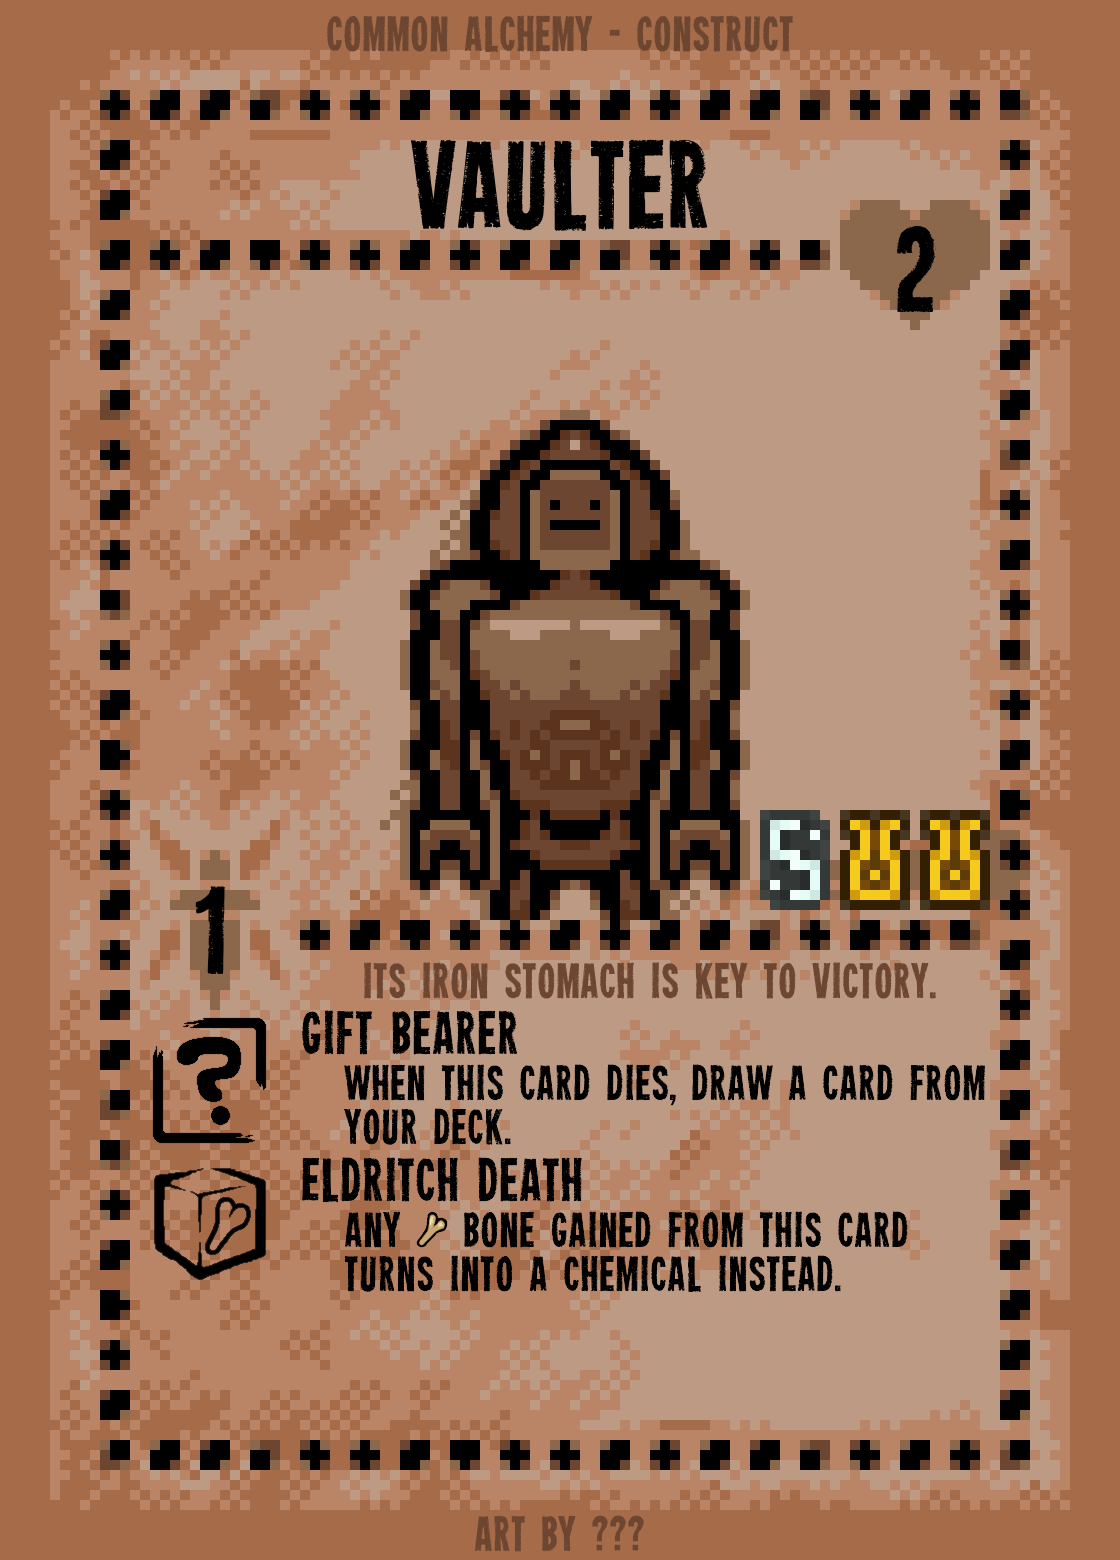 COMMON ALCHEMY - CONSTRUCT
VAULTER
2
S
1
ITS IRON STOMACH IS KEY TO VICTORY.
GIFT BEARER
WHEN THIS CARD DIES, DRAW A CARD FROM
YOUR DECK.
ELDRITCH DEATH
ANY BONE GAINED FROM THIS CARD
TURNS INTO A CHEMICAL INSTEAD.
ART BY ???